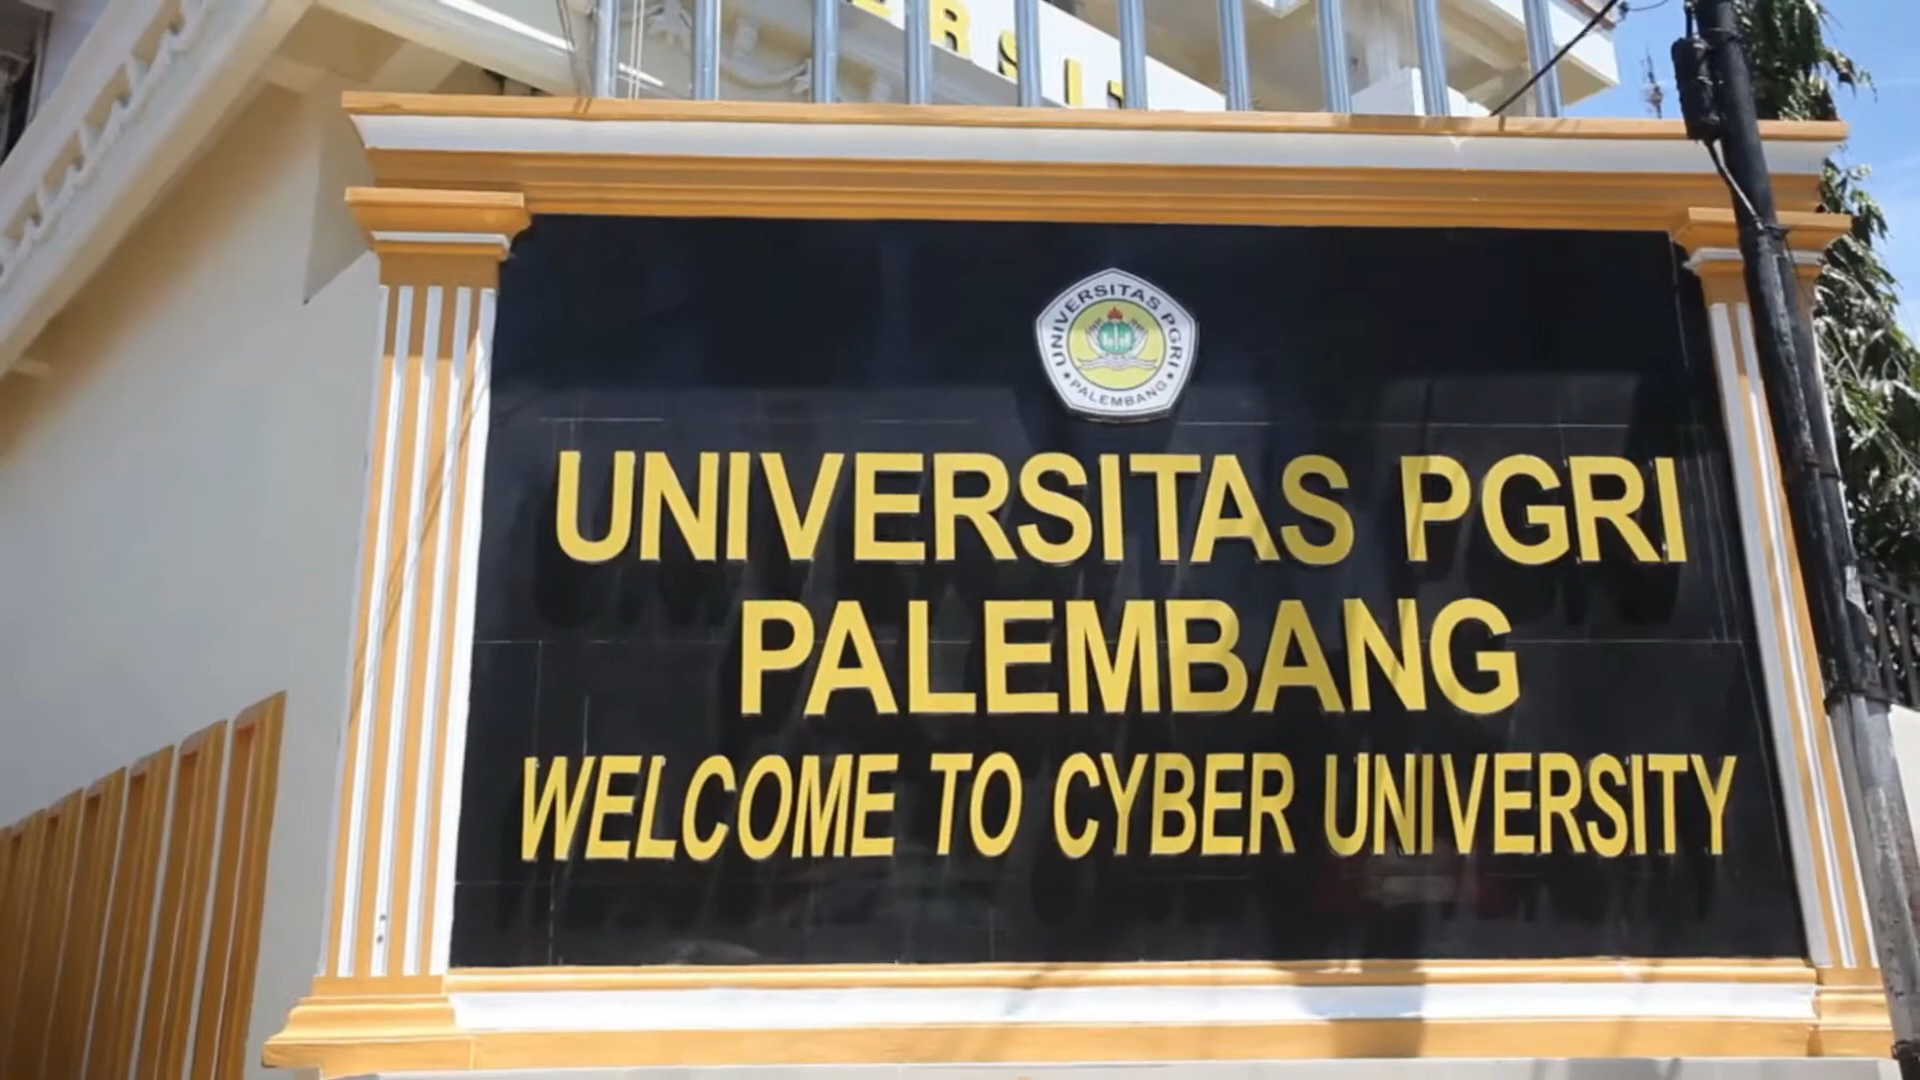 UNIVERSITAS PGRI
PALEMBANG
UNIVERSITAS PGRI
PALEMBANG
WELCOME TO CYBER UNIVERSITY